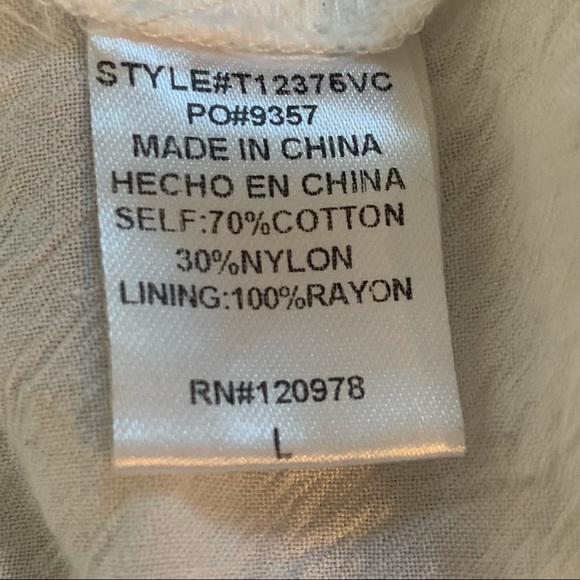 STYLE#T12376VC
PO#9357
MADE IN CHINA
HECHO EN CHINA
SELF:70%COTTON
30%NYLON
LINING:100%RAYON
RN#120978
L